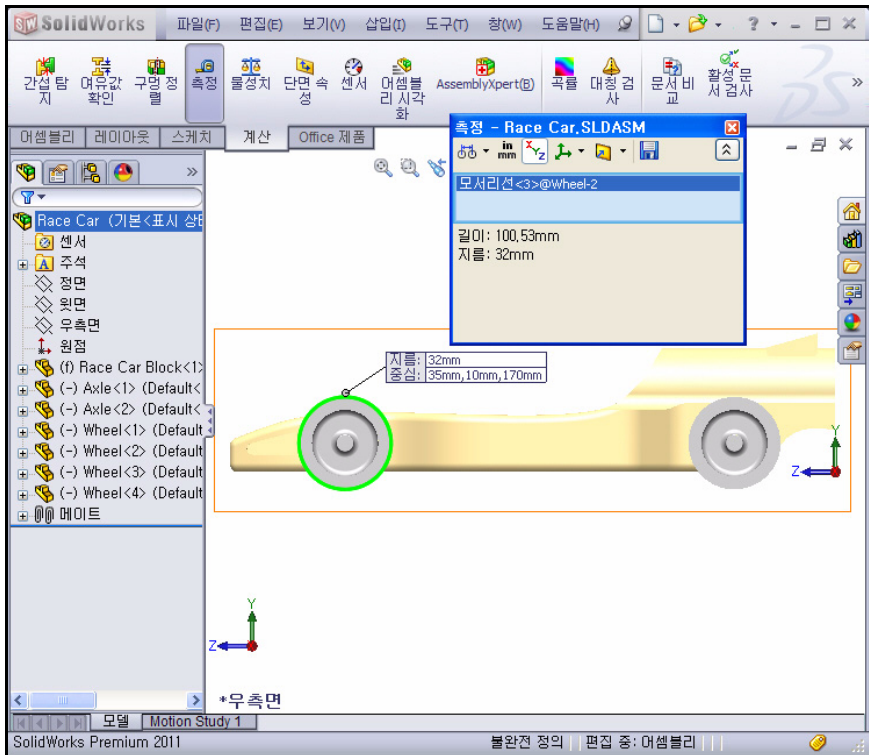 SolidWorks 파일(F) 편집(E) 보기(V) 삽입(I) 도구(T) 창(W) 도움말(H) ?
간섭 탐지
여유값 확인
구멍 정렬
측정
물성치
단면 속성
센서
어셈블리 시각화
AssemblyXpert(B)
곡률
대칭 검사
문서 비교
활성 문서 검사
»
어셈블리 레이아웃 스케치 계산 Office 제품
측정 - Race Car.SLDASM
in
mm
XYZ
모서리선<3>@Wheel-2
길이: 100,53mm
지름: 32mm
»
Race Car (기본<표시 상태
센서
A 주석
정면
윗면
우측면
원점
(f) Race Car Block<1>
(-) Axle<1> (Default<
(-) Axle<2> (Default<
(-) Wheel<1> (Default
(-) Wheel<2> (Default
(-) Wheel<3> (Default
(-) Wheel<4> (Default
메이트
지름: 32mm
중심: 35mm,10mm,170mm
Y
Z
Y
Z
*우측면
모델 Motion Study 1
SolidWorks Premium 2011 불완전 정의 편집 중: 어셈블리